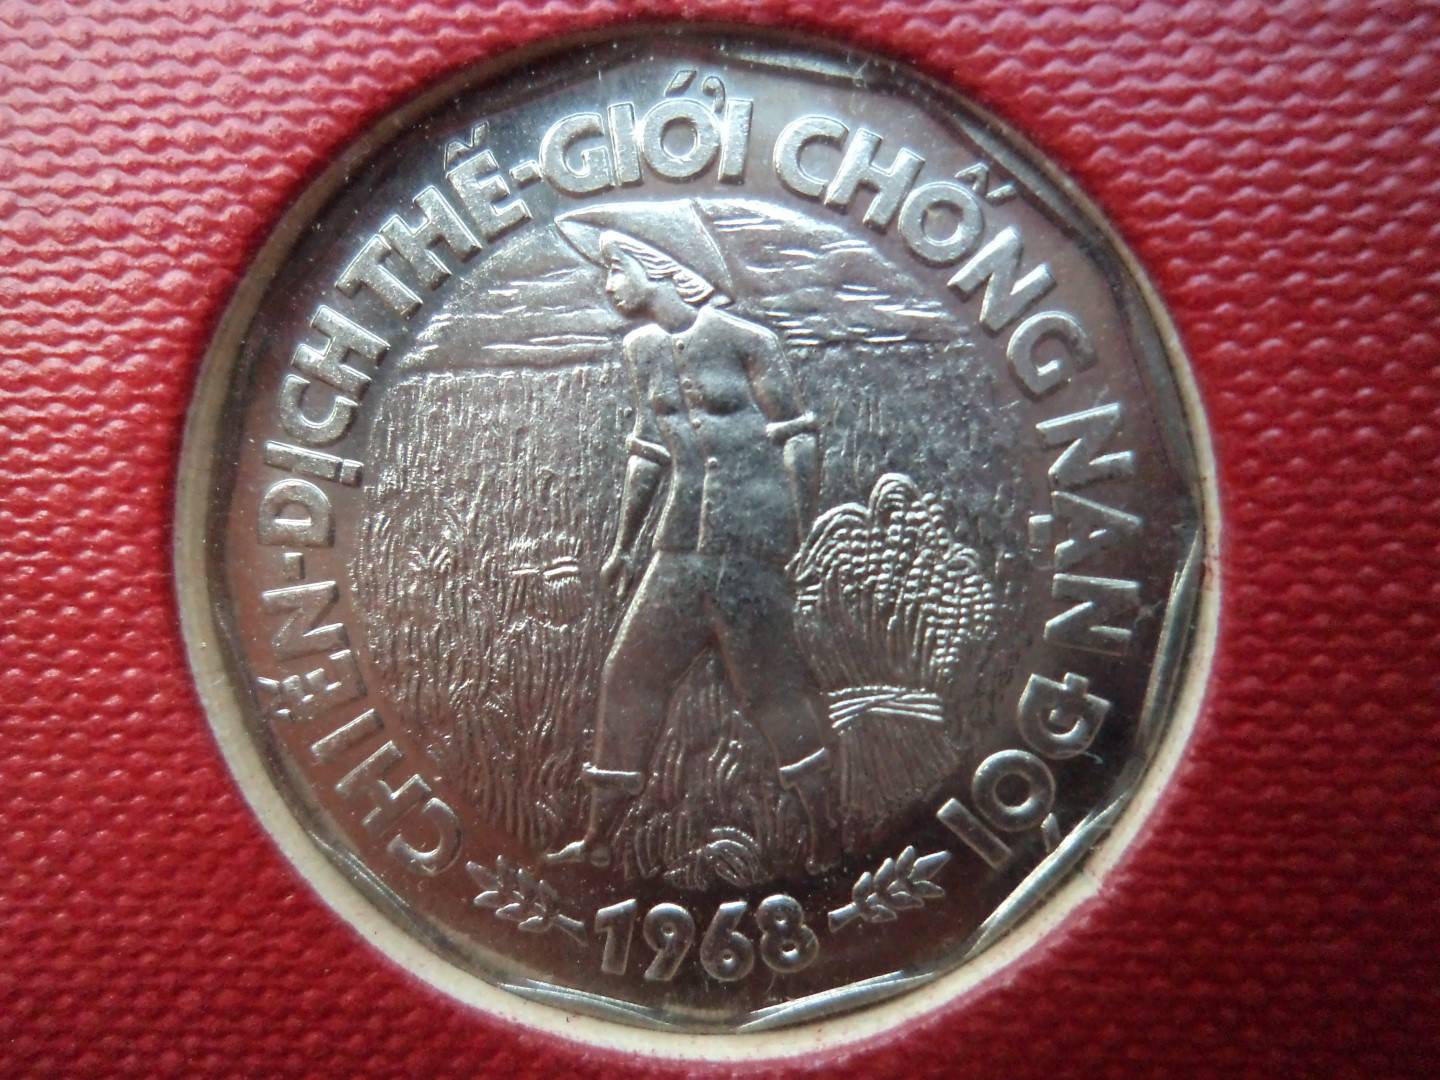 CHIẾN-DỊCH THẾ-GIỚI CHỐNG NẠN ĐÓI
1968